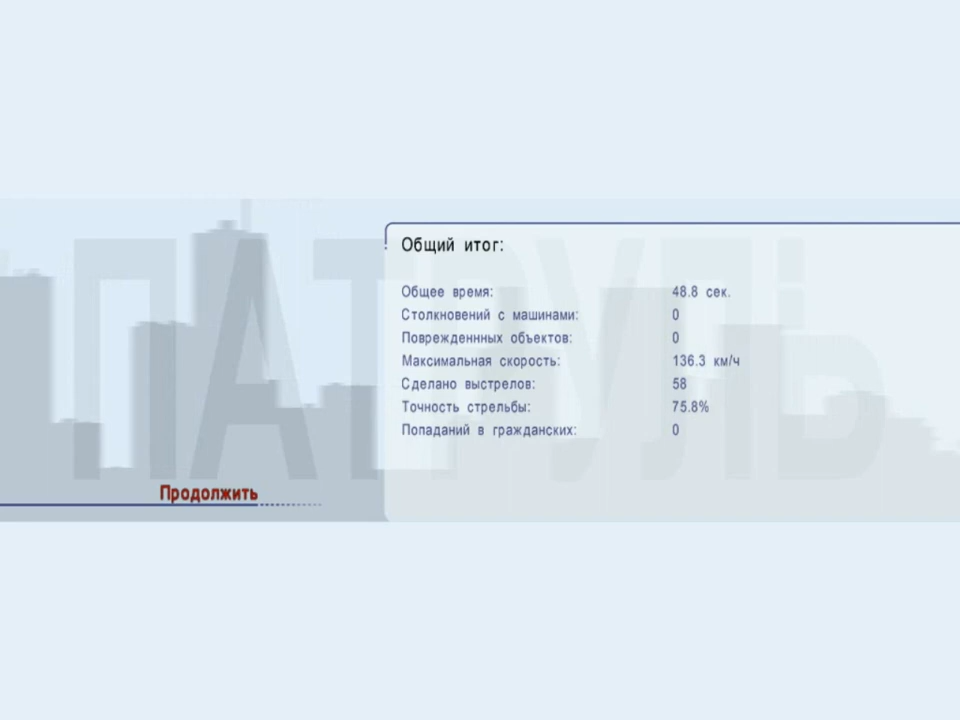 ПАТРУЛЬ
Общий итог:
Общее время: 48.8 сек.
Столкновений с машинами: 0
Поврежденнных объектов: 0
Максимальная скорость: 136.3 км/ч
Сделано выстрелов: 58
Точность стрельбы: 75.8%
Попаданий в гражданских: 0
Продолжить